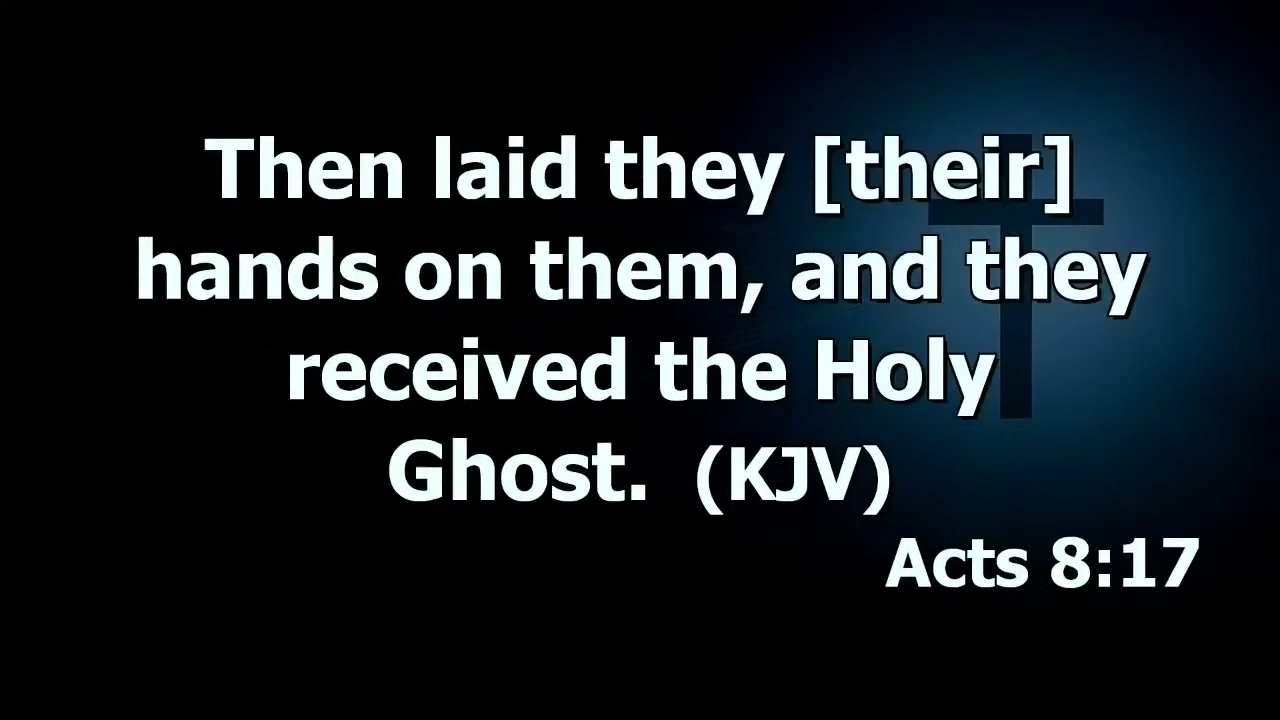 Then laid they [their]
hands on them, and they
received the Holy
Ghost. (KJV)
Acts 8:17